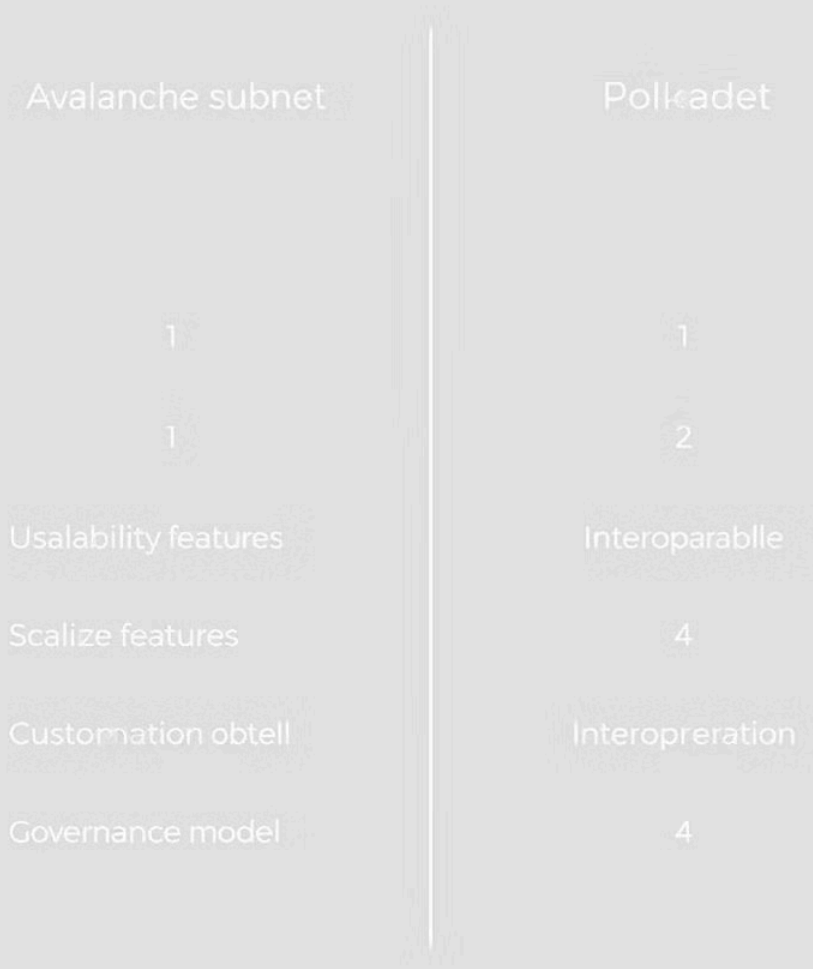 Avalanche subnet Polkadet
1 1
1 2
Usalability features Interoparablle
Scalize features 4
Customation obtell Interopreration
Governance model 4